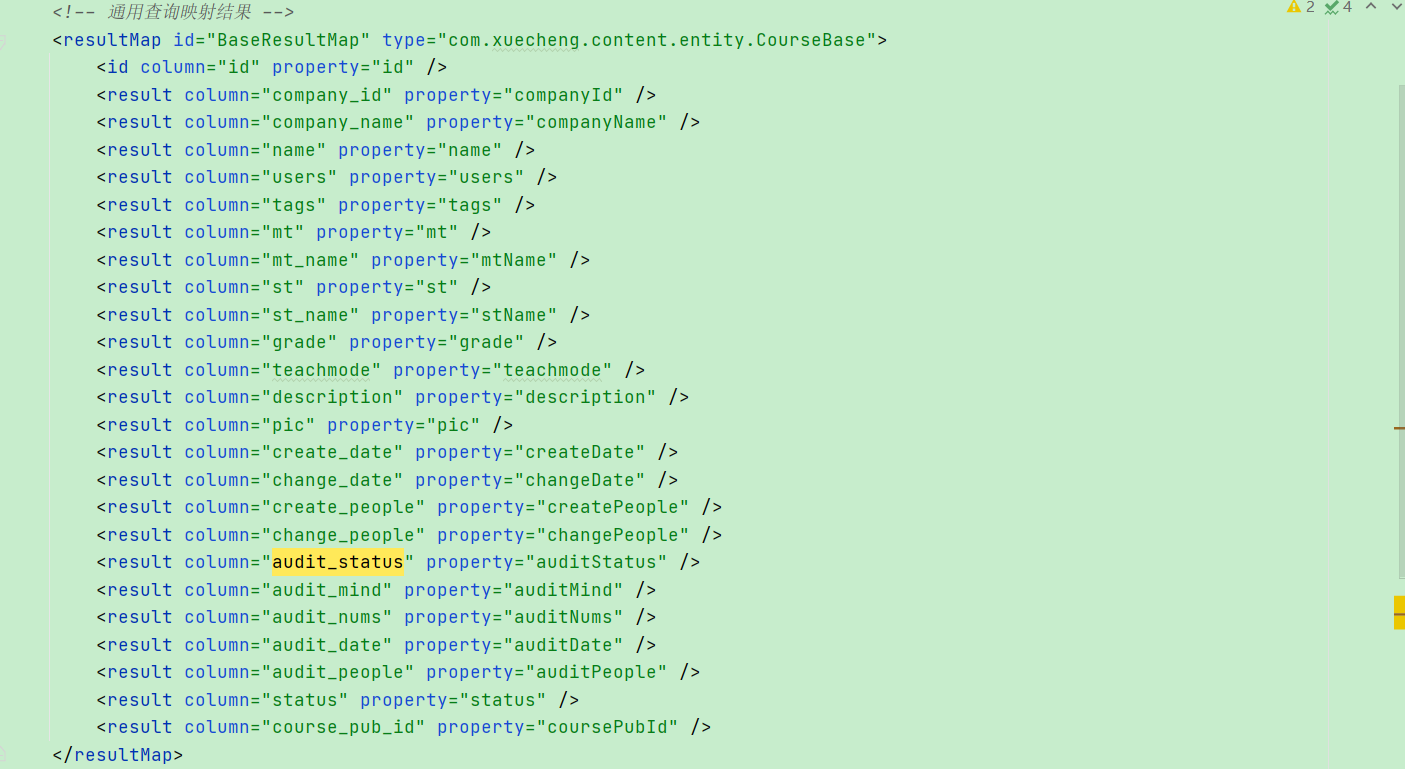 <!-- 通用查询映射结果 -->
2 4
<resultMap id="BaseResultMap" type="com.xuecheng.content.entity.CourseBase">
<id column="id" property="id" />
<result column="company_id" property="companyId" />
<result column="company_name" property="companyName" />
<result column="name" property="name" />
<result column="users" property="users" />
<result column="tags" property="tags" />
<result column="mt" property="mt" />
<result column="mt_name" property="mtName" />
<result column="st" property="st" />
<result column="st_name" property="stName" />
<result column="grade" property="grade" />
<result column="teachmode" property="teachmode" />
<result column="description" property="description" />
<result column="pic" property="pic" />
<result column="create_date" property="createDate" />
<result column="change_date" property="changeDate" />
<result column="create_people" property="createPeople" />
<result column="change_people" property="changePeople" />
<result column="audit_status" property="auditStatus" />
<result column="audit_mind" property="auditMind" />
<result column="audit_nums" property="auditNums" />
<result column="audit_date" property="auditDate" />
<result column="audit_people" property="auditPeople" />
<result column="status" property="status" />
<result column="course_pub_id" property="coursePubId" />
</resultMap>